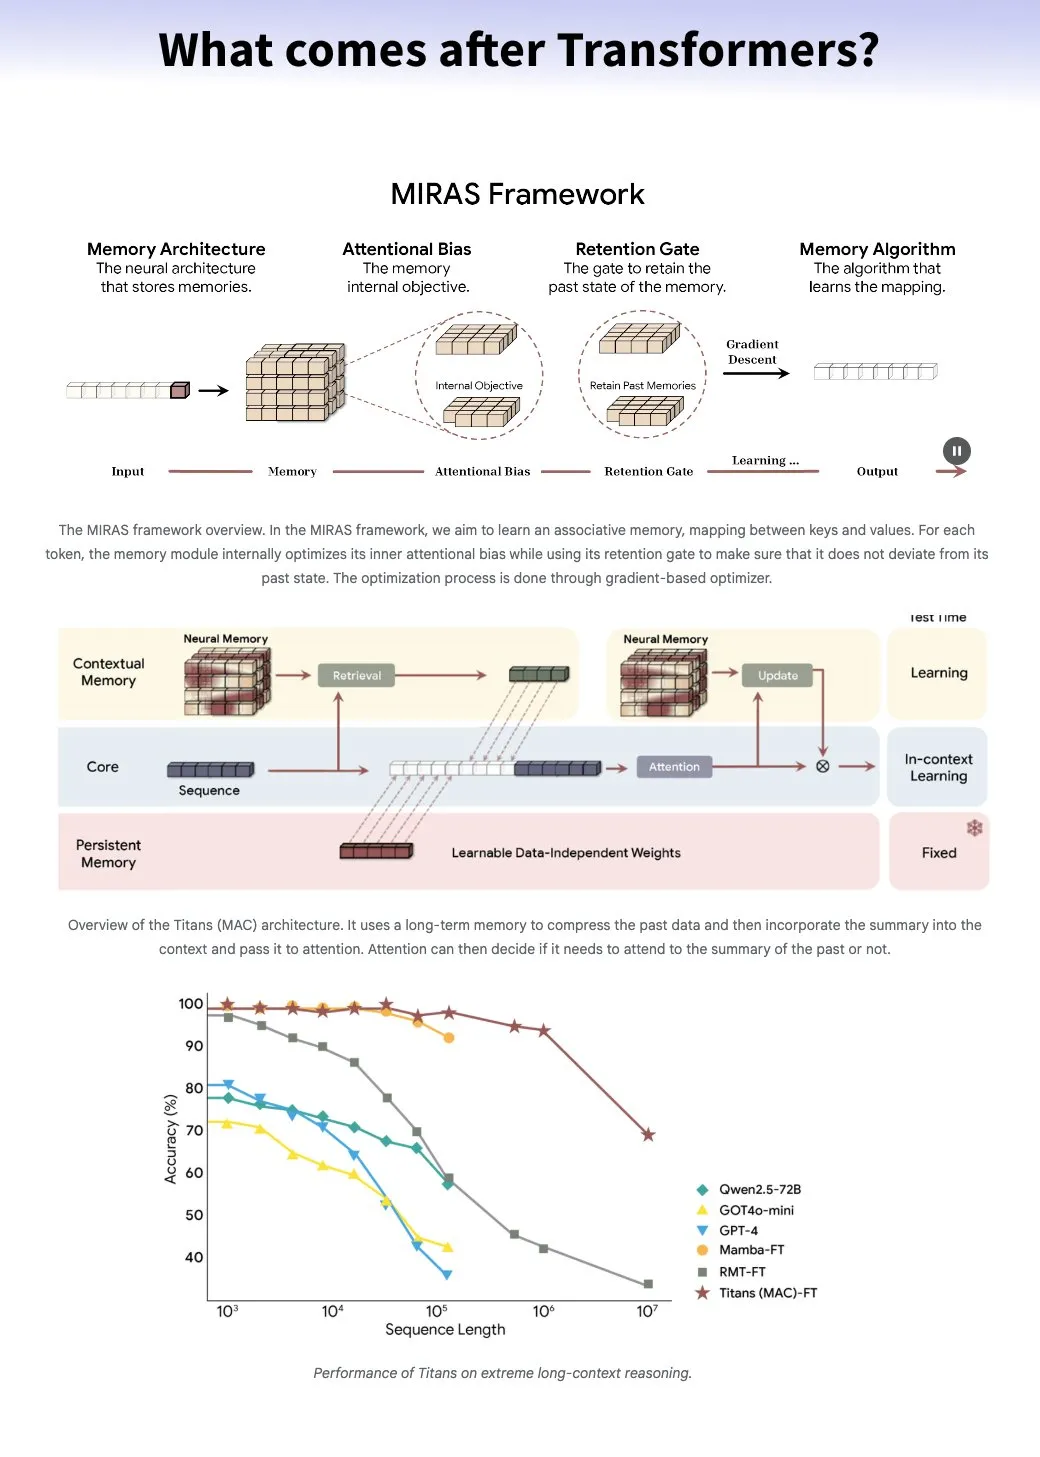 What comes after Transformers?
MIRAS Framework
Memory Architecture
The neural architecture
that stores memories.
Attentional Bias
The memory
internal objective.
Retention Gate
The gate to retain the
past state of the memory.
Memory Algorithm
The algorithm that
learns the mapping.
Internal Objective
Retain Past Memories
Gradient
Descent
Input
Memory
Attentional Bias
Retention Gate
Learning ...
Output
The MIRAS framework overview. In the MIRAS framework, we aim to learn an associative memory, mapping between keys and values. For each
token, the memory module internally optimizes its inner attentional bias while using its retention gate to make sure that it does not deviate from its
past state. The optimization process is done through gradient-based optimizer.
Test Time
Contextual
Memory
Neural Memory
Retrieval
Neural Memory
Update
Learning
Core
Sequence
Attention
In-context
Learning
Persistent
Memory
Learnable Data-Independent Weights
Fixed
Overview of the Titans (MAC) architecture. It uses a long-term memory to compress the past data and then incorporate the summary into the
context and pass it to attention. Attention can then decide if it needs to attend to the summary of the past or not.
Accuracy (%)
100
90
80
70
60
50
40
10³
10⁴
10⁵
10⁶
10⁷
Sequence Length
Qwen2.5-72B
GOT4o-mini
GPT-4
Mamba-FT
RMT-FT
Titans (MAC)-FT
Performance of Titans on extreme long-context reasoning.